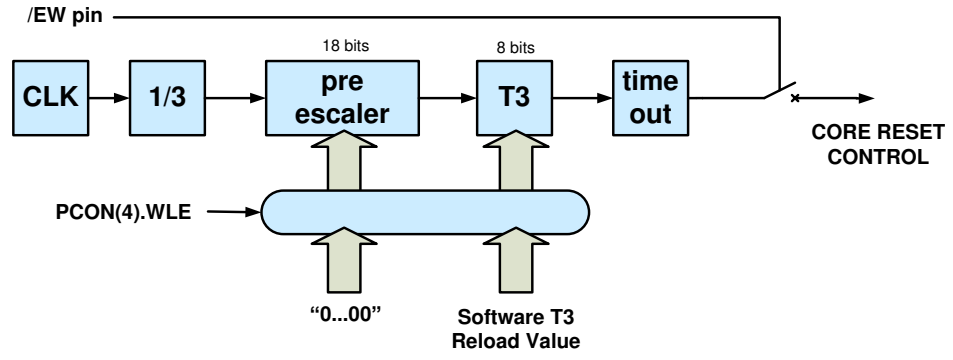 /EW pin
18 bits
8 bits
CLK
1/3
pre
escaler
T3
time
out
CORE RESET
CONTROL
PCON(4).WLE
“0...00”
Software T3
Reload Value